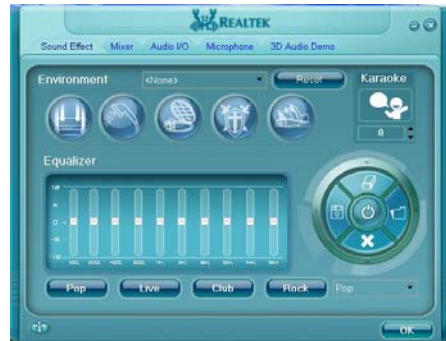 REALTEK
Sound Effect Mixer Audio I/O Microphone 3D Audio Demo
Environment <None> Reset Karaoke
0
Equalizer
Pop Live Club Rock Pop
OK